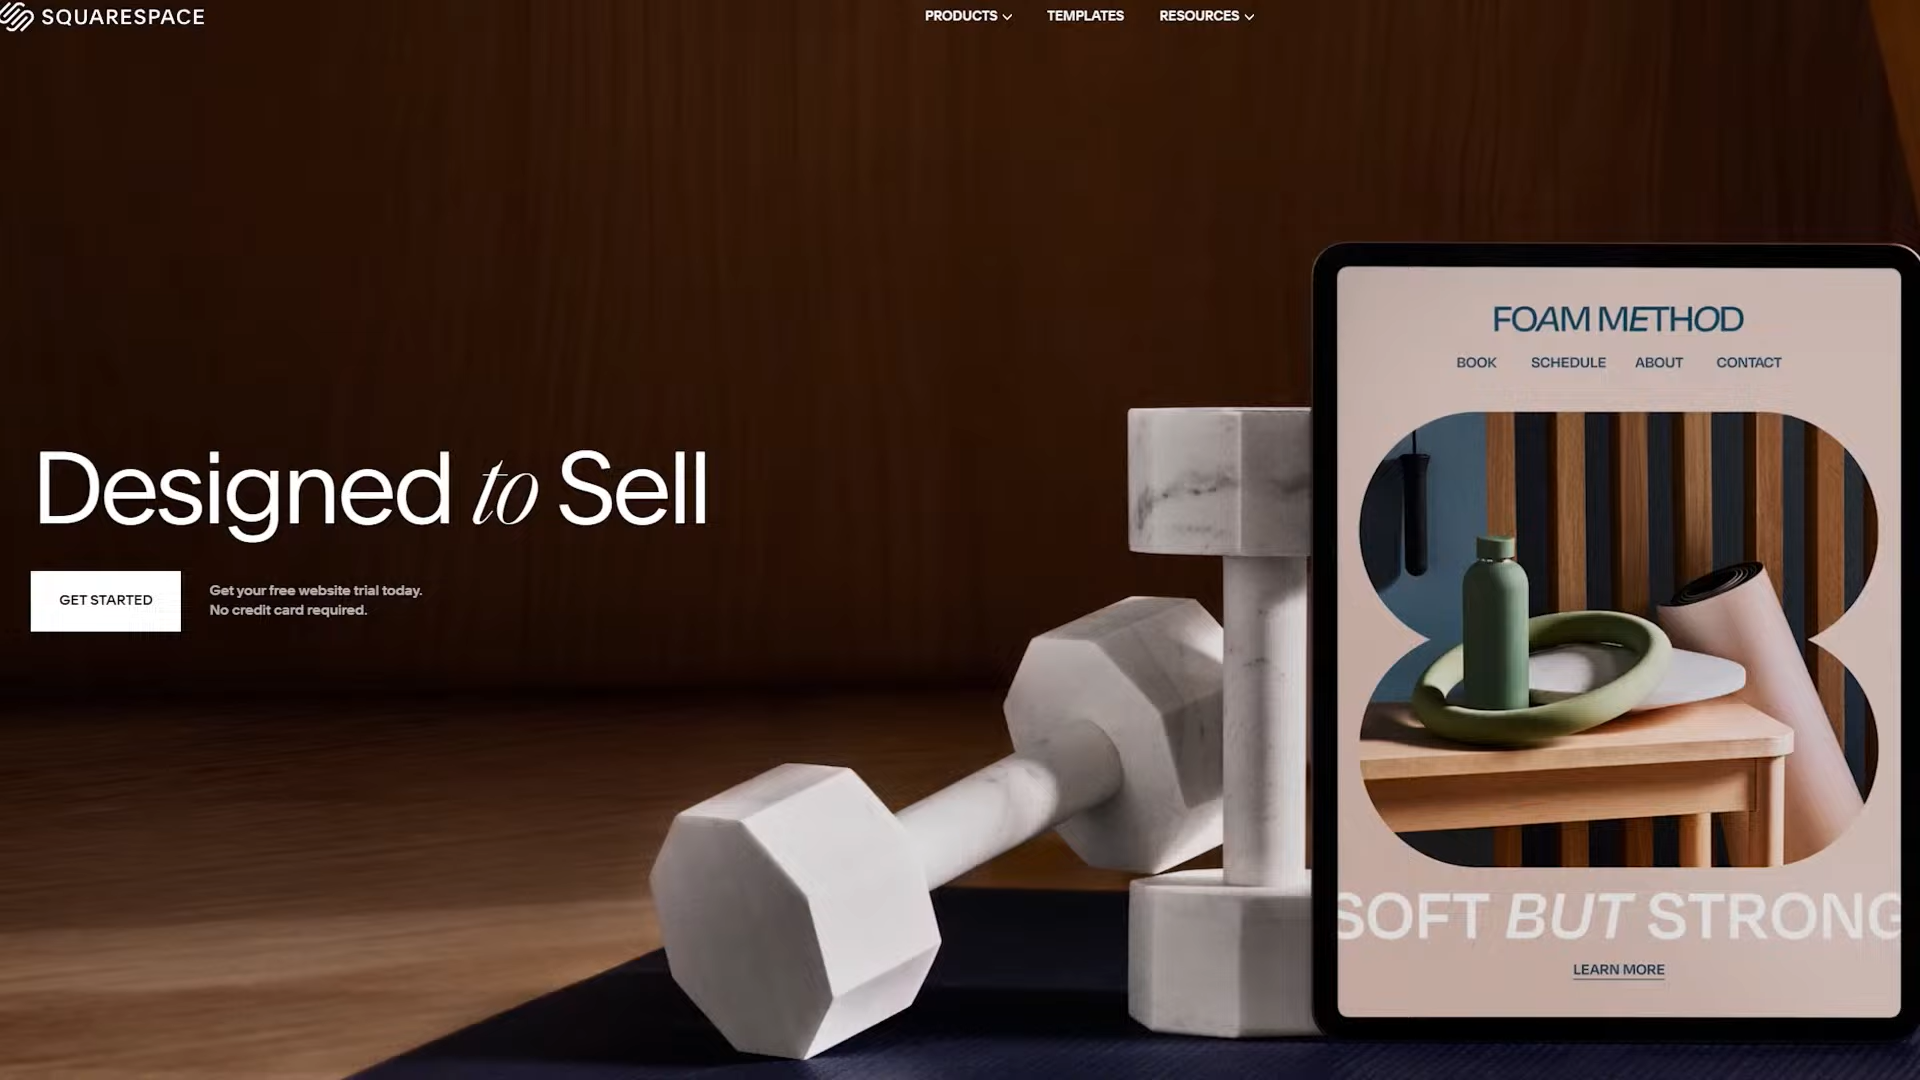 SQUARESPACE
PRODUCTS
TEMPLATES
RESOURCES
Designed to Sell
GET STARTED
Get your free website trial today.
No credit card required.
FOAM METHOD
BOOK
SCHEDULE
ABOUT
CONTACT
SOFT BUT STRONG
LEARN MORE